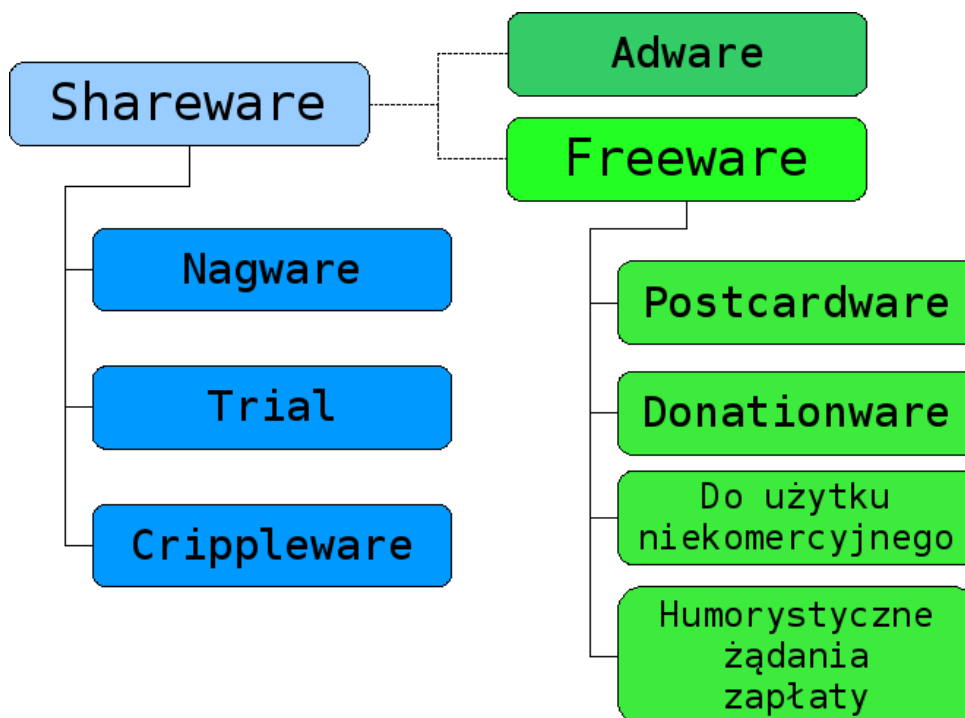 Shareware
Adware
Freeware
Nagware
Trial
Crippleware
Postcardware
Donationware
Do użytku
niekomercyjnego
Humorystyczne
żądania
zapłaty